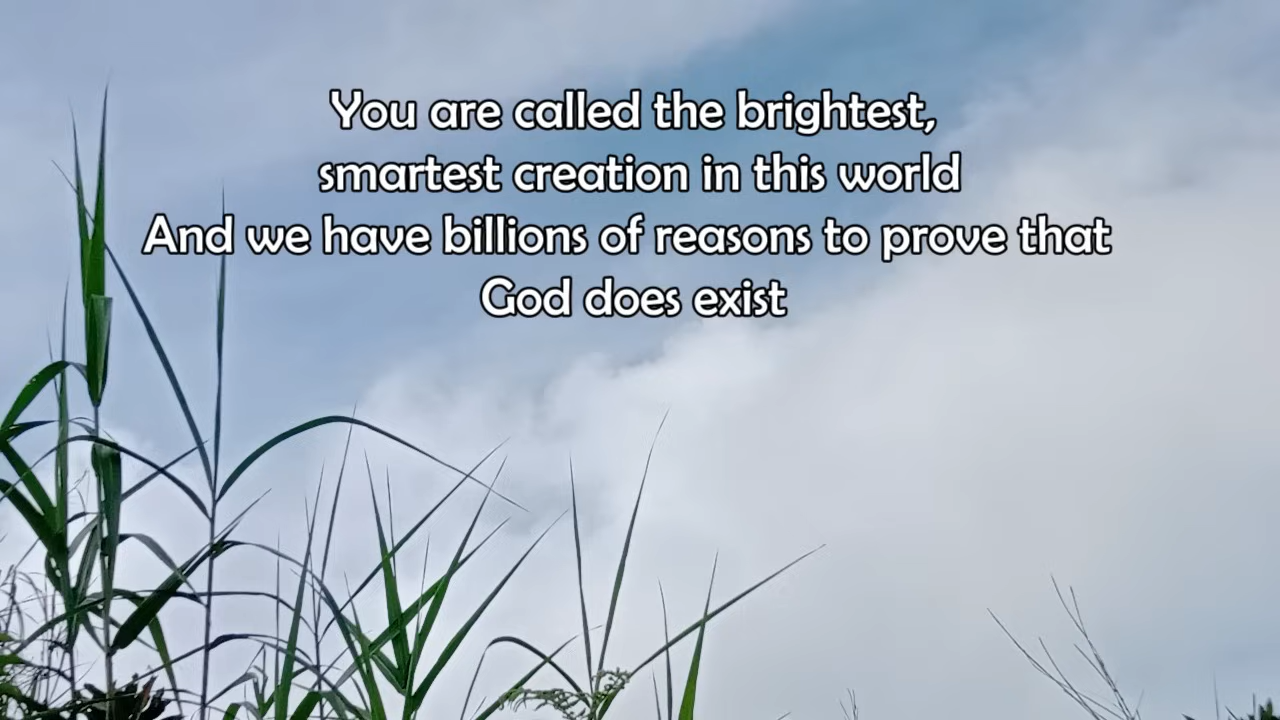 You are called the brightest,
smartest creation in this world
And we have billions of reasons to prove that
God does exist